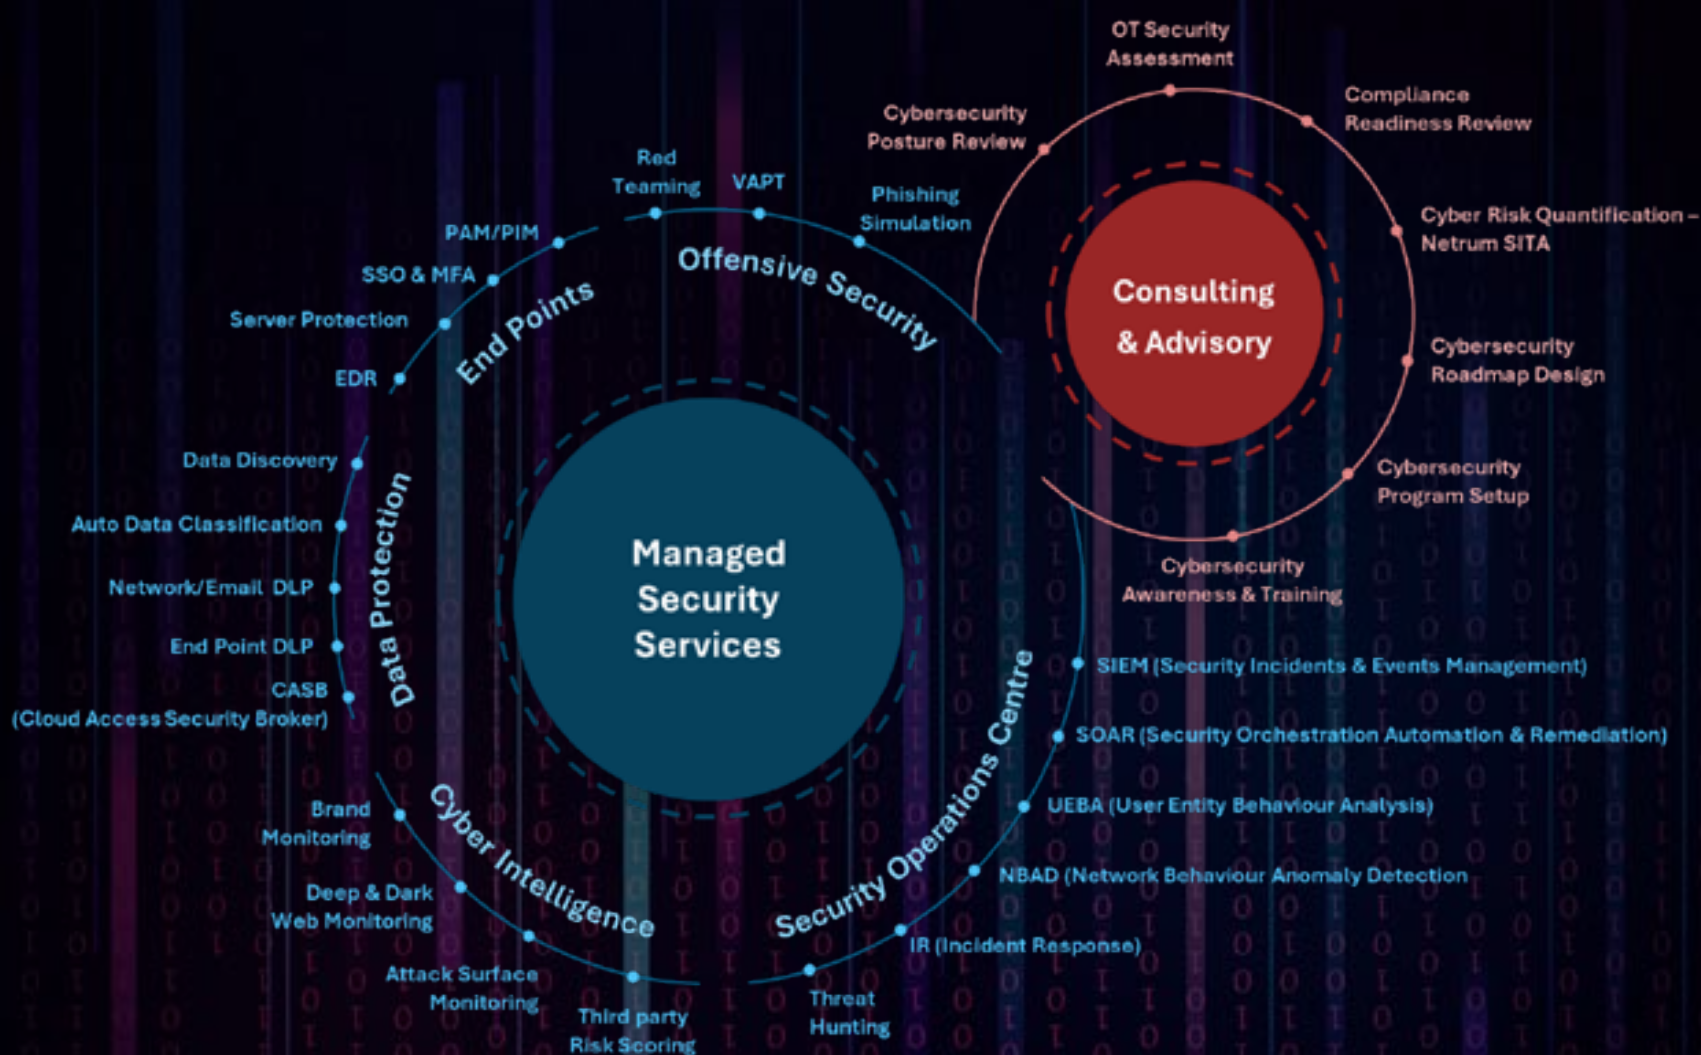 OT Security
Assessment
Compliance
Readiness Review
Cybersecurity
Posture Review
Cyber Risk Quantification –
Netrum SITA
Cybersecurity
Roadmap Design
Cybersecurity
Program Setup
Cybersecurity
Awareness & Training
Consulting
& Advisory
Red
Teaming
VAPT
Phishing
Simulation
Offensive Security
PAM/PIM
SSO & MFA
Server Protection
EDR
End Points
Data Discovery
Auto Data Classification
Network/Email DLP
End Point DLP
CASB
(Cloud Access Security Broker)
Data Protection
Managed
Security
Services
Brand
Monitoring
Deep & Dark
Web Monitoring
Attack Surface
Monitoring
Third party
Risk Scoring
Cyber Intelligence
SIEM (Security Incidents & Events Management)
SOAR (Security Orchestration Automation & Remediation)
UEBA (User Entity Behaviour Analysis)
NBAD (Network Behaviour Anomaly Detection
IR (Incident Response)
Threat
Hunting
Security Operations Centre